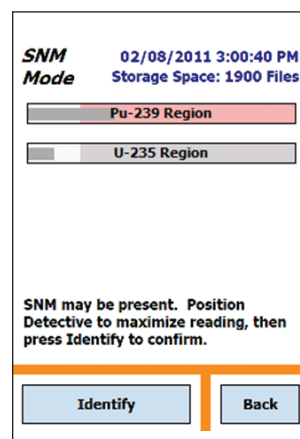 SNM 02/08/2011 3:00:40 PM
Mode Storage Space: 1900 Files
Pu-239 Region
U-235 Region
SNM may be present. Position
Detective to maximize reading, then
press Identify to confirm.
Identify Back